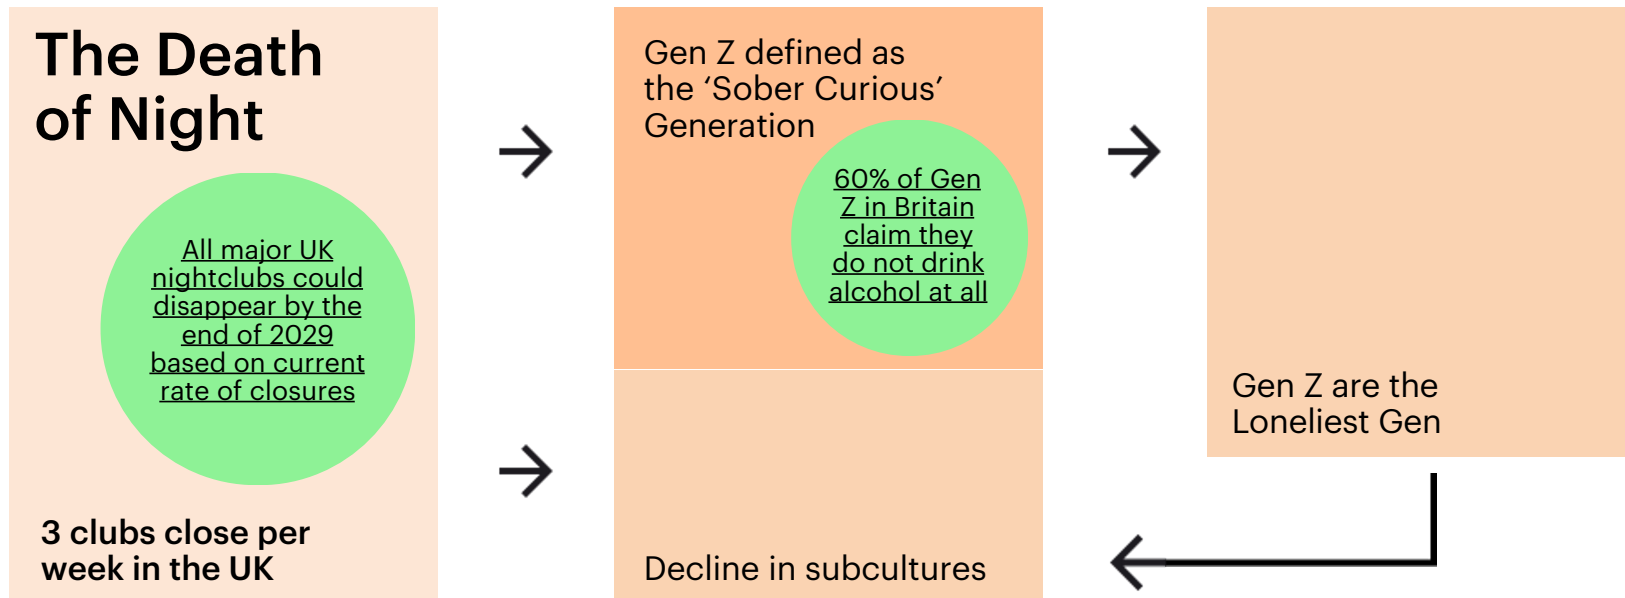 The Death
of Night
All major UK
nightclubs could
disappear by the
end of 2029
based on current
rate of closures
3 clubs close per
week in the UK
Gen Z defined as
the ‘Sober Curious’
Generation
60% of Gen
Z in Britain
claim they
do not drink
alcohol at all
Decline in subcultures
Gen Z are the
Loneliest Gen